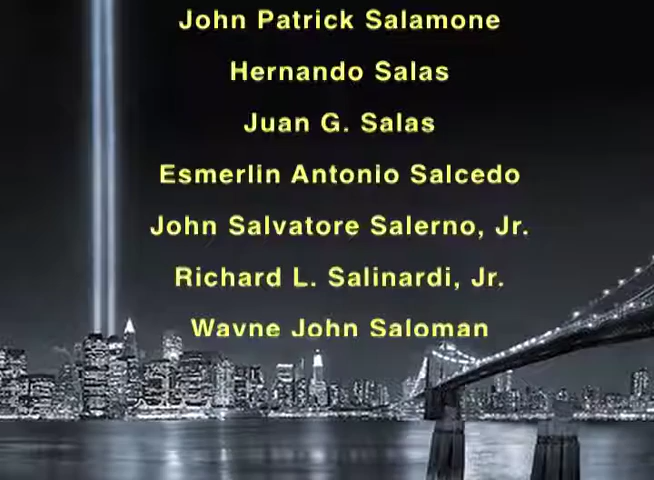 John Patrick Salamone
Hernando Salas
Juan G. Salas
Esmerlin Antonio Salcedo
John Salvatore Salerno, Jr.
Richard L. Salinardi, Jr.
Wayne John Saloman